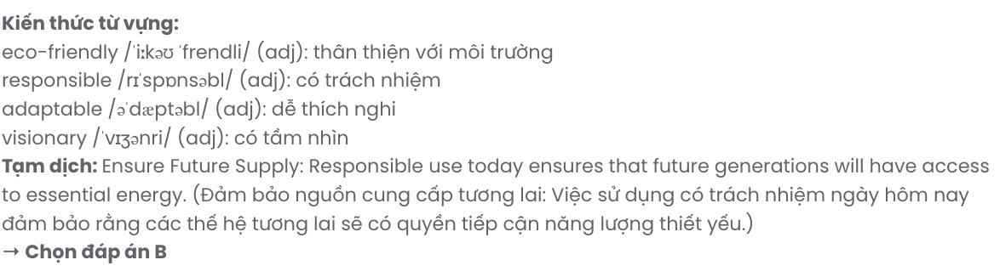 Kiến thức từ vựng:
eco-friendly /ˈiːkəʊ ˈfrendli/ (adj): thân thiện với môi trường
responsible /rɪˈspɒnsəbl/ (adj): có trách nhiệm
adaptable /əˈdæptəbl/ (adj): dễ thích nghi
visionary /ˈvɪʒənri/ (adj): có tầm nhìn
Tạm dịch: Ensure Future Supply: Responsible use today ensures that future generations will have access
to essential energy. (Đảm bảo nguồn cung cấp tương lai: Việc sử dụng có trách nhiệm ngày hôm nay
đảm bảo rằng các thế hệ tương lai sẽ có quyền tiếp cận năng lượng thiết yếu.)
→ Chọn đáp án B